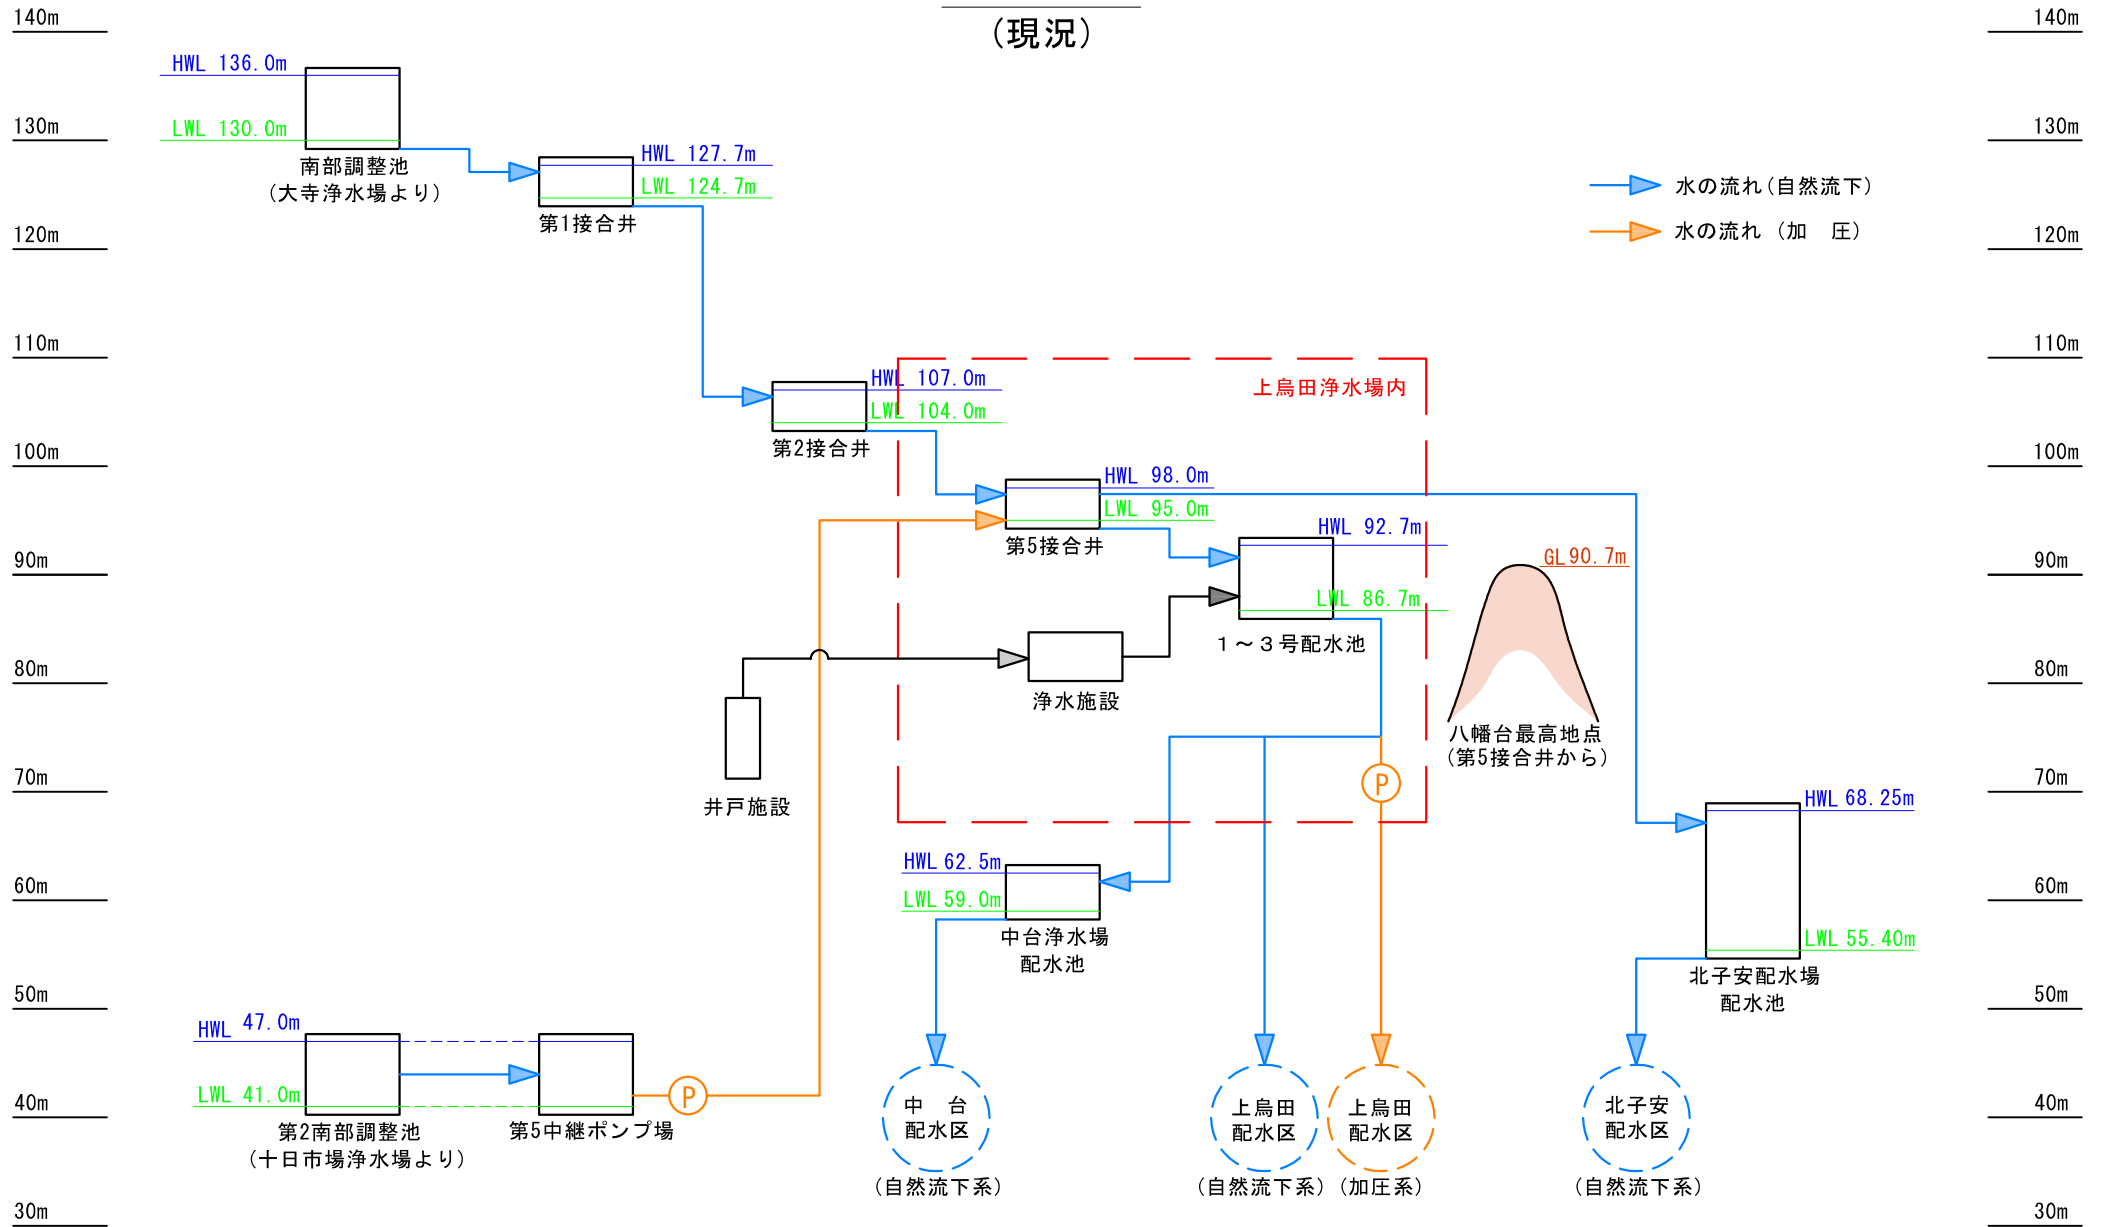 (現況)
140m
130m
120m
110m
100m
90m
80m
70m
60m
50m
40m
30m
HWL 136.0m
LWL 130.0m
南部調整池
(大寺浄水場より)
HWL 127.7m
LWL 124.7m
第1接合井
水の流れ(自然流下)
水の流れ (加 圧)
HWL 107.0m
LWL 104.0m
第2接合井
上烏田浄水場内
HWL 98.0m
LWL 95.0m
第5接合井
HWL 92.7m
LWL 86.7m
1～3号配水池
GL 90.7m
八幡台最高地点
(第5接合井から)
浄水施設
井戸施設
P
HWL 68.25m
LWL 55.40m
北子安配水場
配水池
HWL 62.5m
LWL 59.0m
中台浄水場
配水池
HWL 47.0m
LWL 41.0m
第2南部調整池
(十日市場浄水場より)
第5中継ポンプ場
P
中 台
配水区
(自然流下系)
上烏田
配水区
(自然流下系)
上烏田
配水区
(加圧系)
北子安
配水区
(自然流下系)
140m
130m
120m
110m
100m
90m
80m
70m
60m
50m
40m
30m